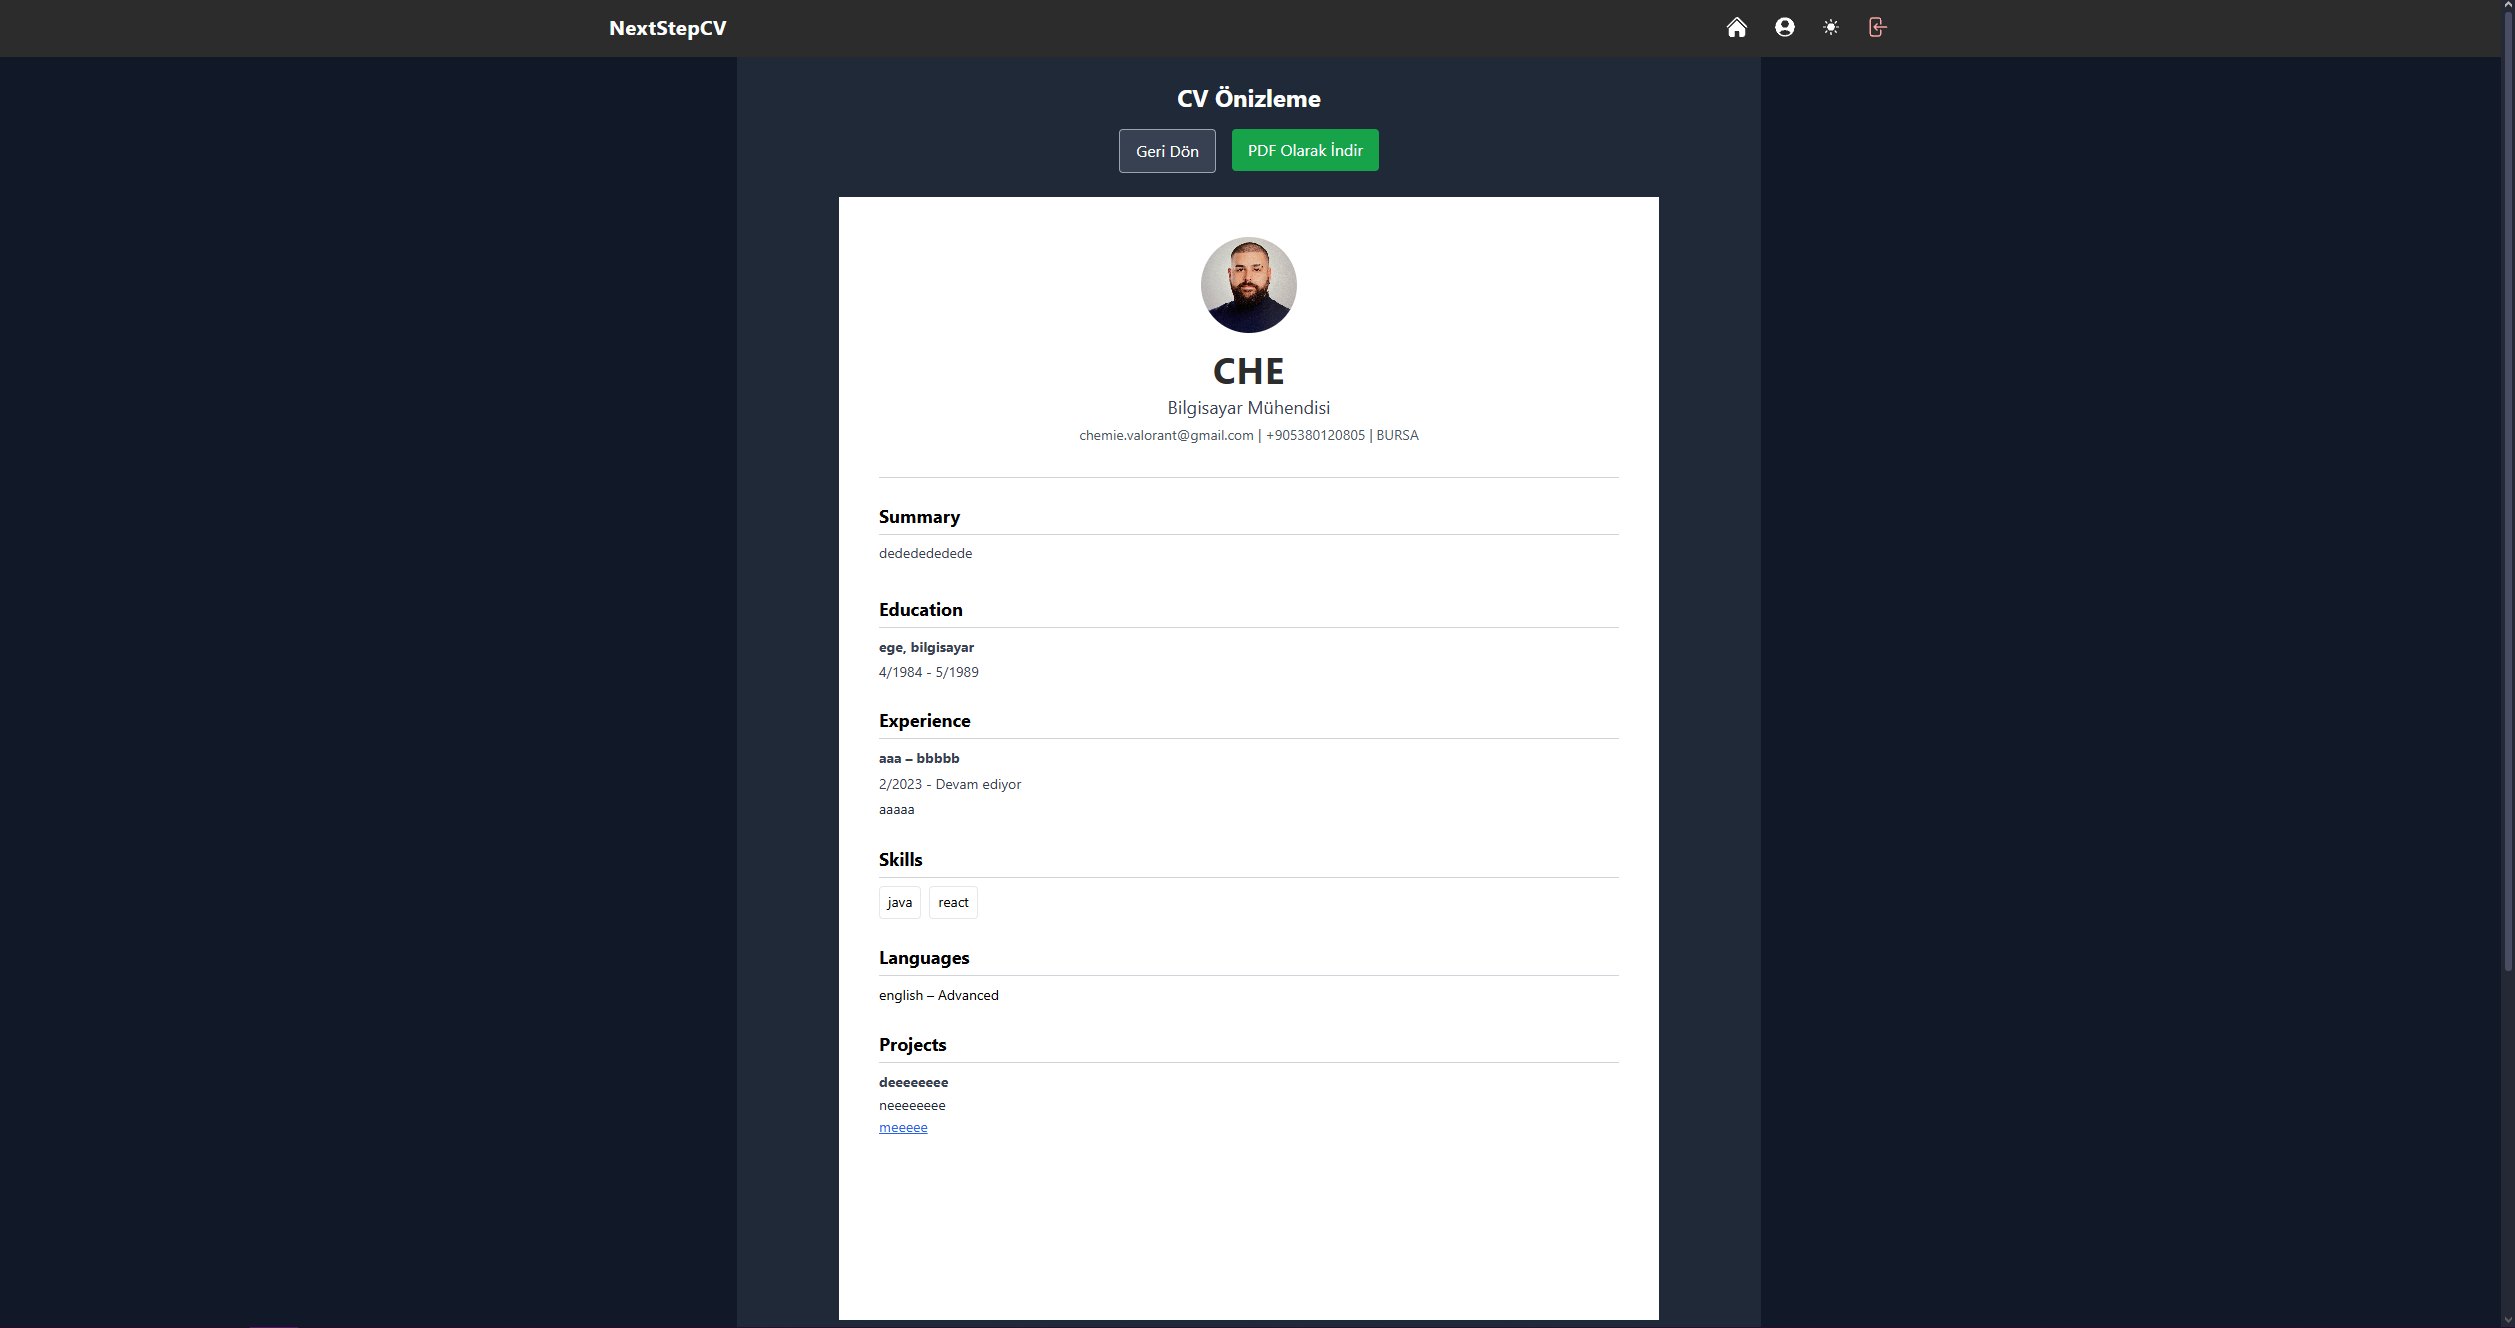 NextStepCV
CV Önizleme
Geri Dön
PDF Olarak İndir
CHE
Bilgisayar Mühendisi
chemie.valorant@gmail.com | +905380120805 | BURSA
Summary
dededededede
Education
ege, bilgisayar
4/1984 - 5/1989
Experience
aaa – bbbbb
2/2023 - Devam ediyor
aaaaa
Skills
java react
Languages
english – Advanced
Projects
deeeeeeee
neeeeeeee
meeeee